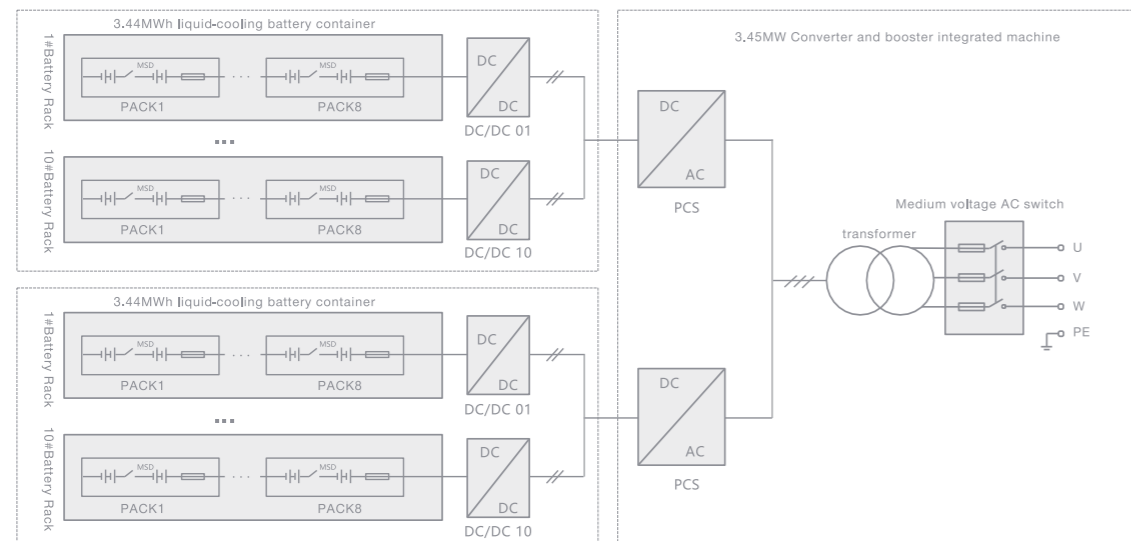 3.44MWh liquid-cooling battery container
1#Battery Rack
MSD
MSD
PACK1
PACK8
DC
DC
DC/DC 01
10#Battery Rack
MSD
MSD
PACK1
PACK8
DC
DC
DC/DC 10
3.44MWh liquid-cooling battery container
1#Battery Rack
MSD
MSD
PACK1
PACK8
DC
DC
DC/DC 01
10#Battery Rack
MSD
MSD
PACK1
PACK8
DC
DC
DC/DC 10
3.45MW Converter and booster integrated machine
DC
AC
PCS
DC
AC
PCS
transformer
Medium voltage AC switch
U
V
W
PE